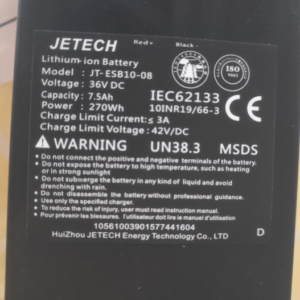 JETECH Red+ Black-
Lithium-ion Battery
Model: JT-ESB10-08
Voltage: 36V DC
Capacity: 7.5Ah IEC62133
Power: 270Wh 10INR19/66-3 CE
Charge Limit Current:≤ 3A
Charge Limit Voltage:42V/DC
WARNING UN38.3 MSDS
Do not connect the positive and negative terminals of the battery.
Do not expose the battery to high temperature, such as heating
or in strong sunlight
Do not submerge the battery in any kind of liquid and avoid
drenching with rain.
Do not disassemble the battery without professional guidance.
Use only the specified charger.
To reduce the risk of injury, user must read instruction manual.
Pour prévenir les blessures. l'utilisateur doit lire le manuel d'utilisation
10561003901577441604
HuiZhou JETECH Energy Technology Co., LTD
D